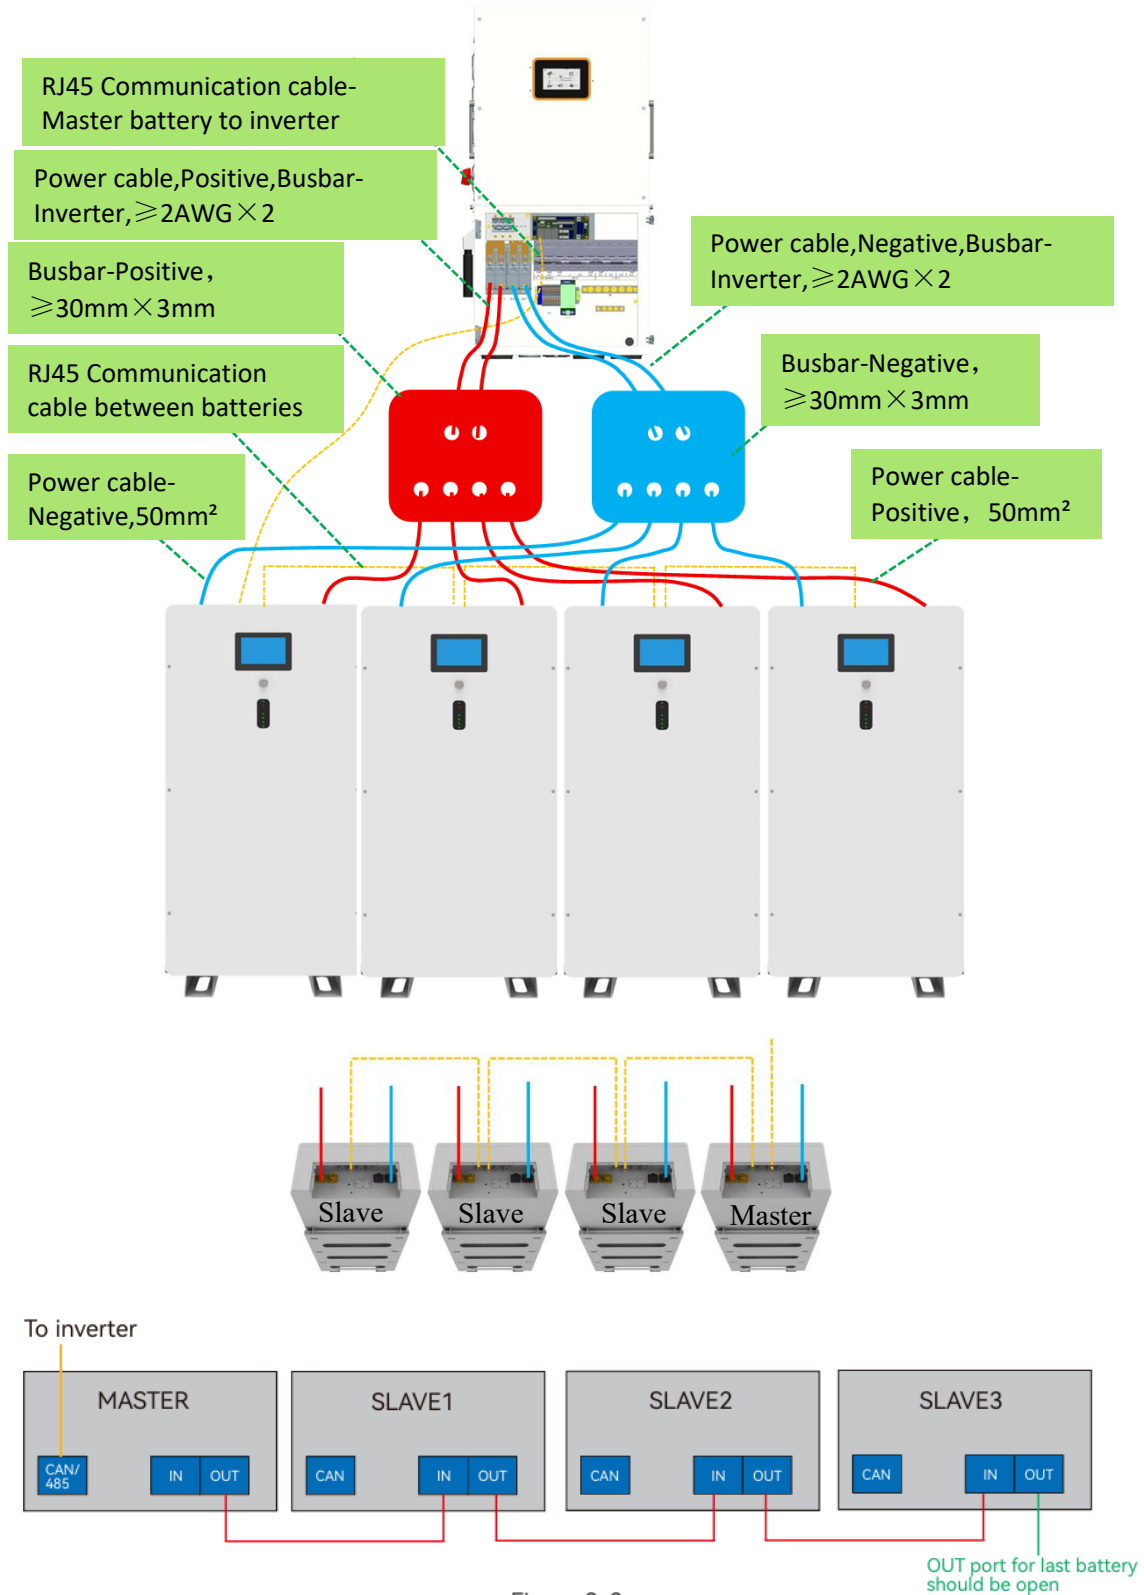 RJ45 Communication cable-
Master battery to inverter
Power cable,Positive,Busbar-
Inverter,≥2AWG×2
Busbar-Positive，
≥30mm×3mm
RJ45 Communication
cable between batteries
Power cable-
Negative,50mm²
Power cable,Negative,Busbar-
Inverter,≥2AWG×2
Busbar-Negative，
≥30mm×3mm
Power cable-
Positive，50mm²
Slave
Slave
Slave
Master
To inverter
MASTER
CAN/
485
IN
OUT
SLAVE1
CAN
IN
OUT
SLAVE2
CAN
IN
OUT
SLAVE3
CAN
IN
OUT
OUT port for last battery
should be open